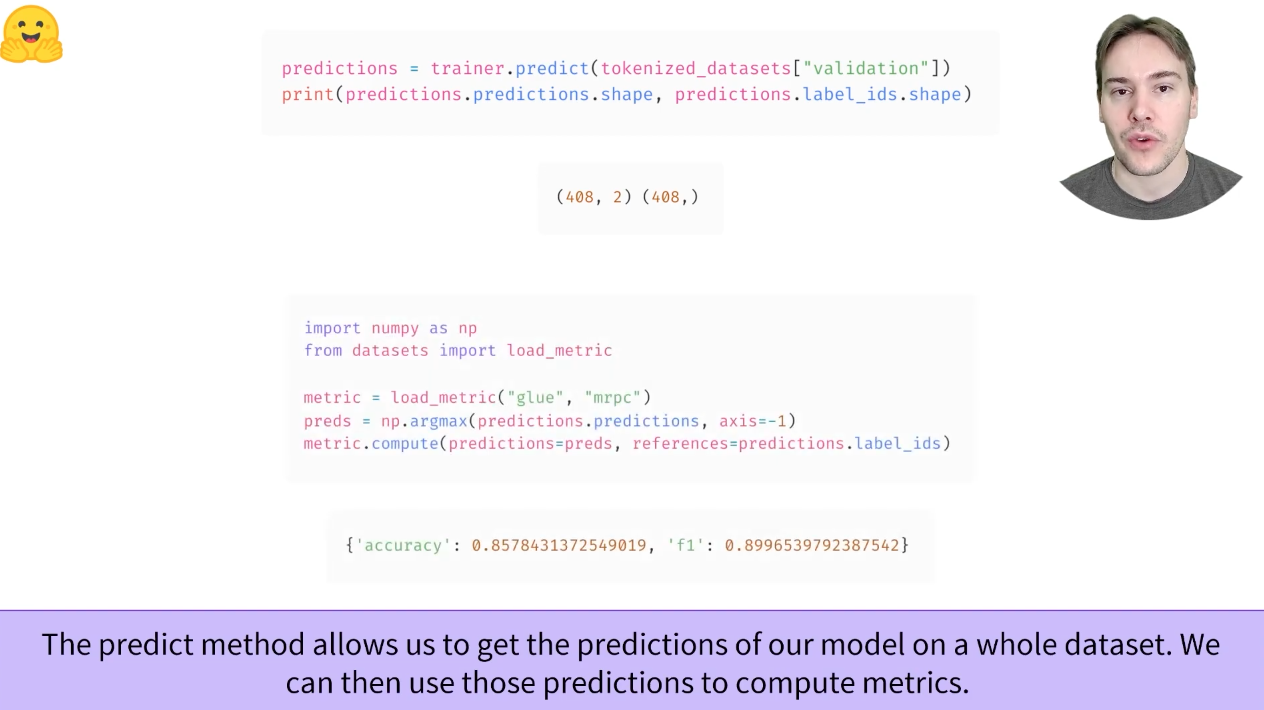 predictions = trainer.predict(tokenized_datasets["validation"])
print(predictions.predictions.shape, predictions.label_ids.shape)
(408, 2) (408,)
import numpy as np
from datasets import load_metric
metric = load_metric("glue", "mrpc")
preds = np.argmax(predictions.predictions, axis=-1)
metric.compute(predictions=preds, references=predictions.label_ids)
{'accuracy': 0.8578431372549019, 'f1': 0.8996539792387542}
The predict method allows us to get the predictions of our model on a whole dataset. We
can then use those predictions to compute metrics.